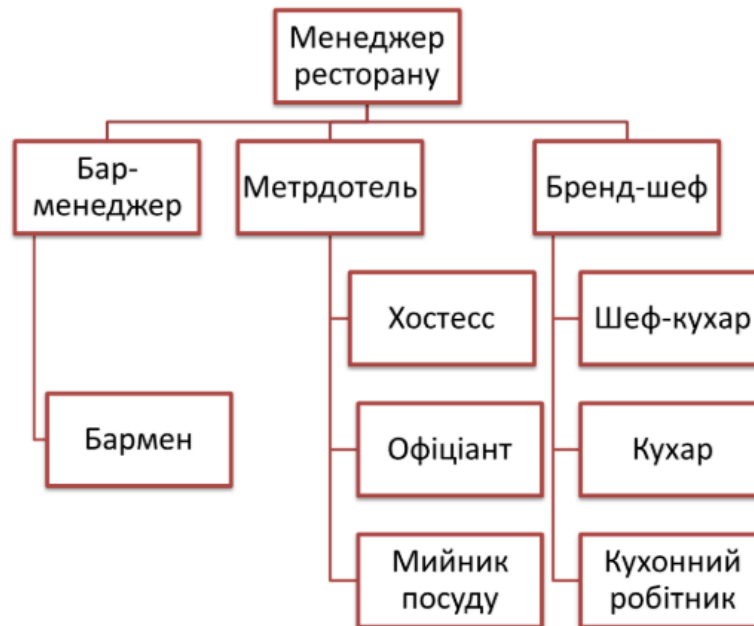 Менеджер
ресторану
Бар-
менеджер
Метрдотель
Бренд-шеф
Хостесс
Шеф-кухар
Бармен
Офіціант
Кухар
Мийник
посуду
Кухонний
робітник